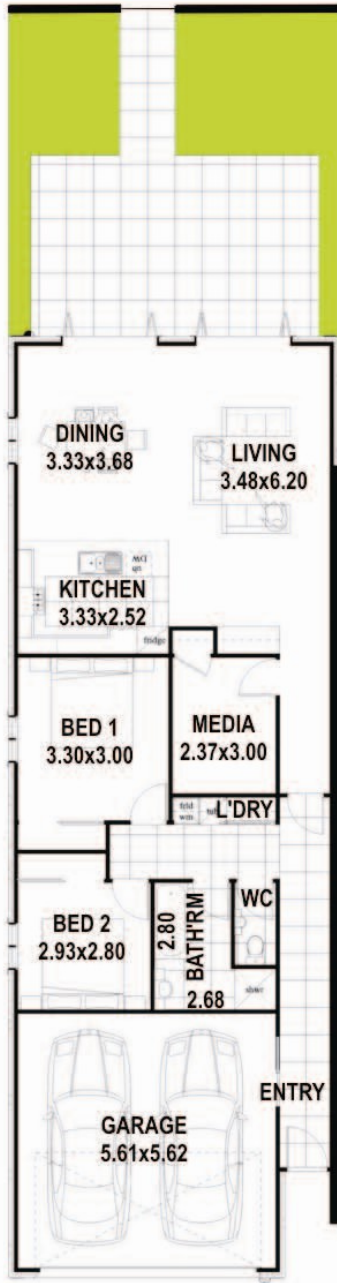 DINING
3.33x3.68
LIVING
3.48x6.20
DW
KITCHEN
3.33x2.52
fridge
BED 1
3.30x3.00
MEDIA
2.37x3.00
L'DRY
WC
BED 2
2.93x2.80
2.80
BATH'RM
2.68
ENTRY
GARAGE
5.61x5.62